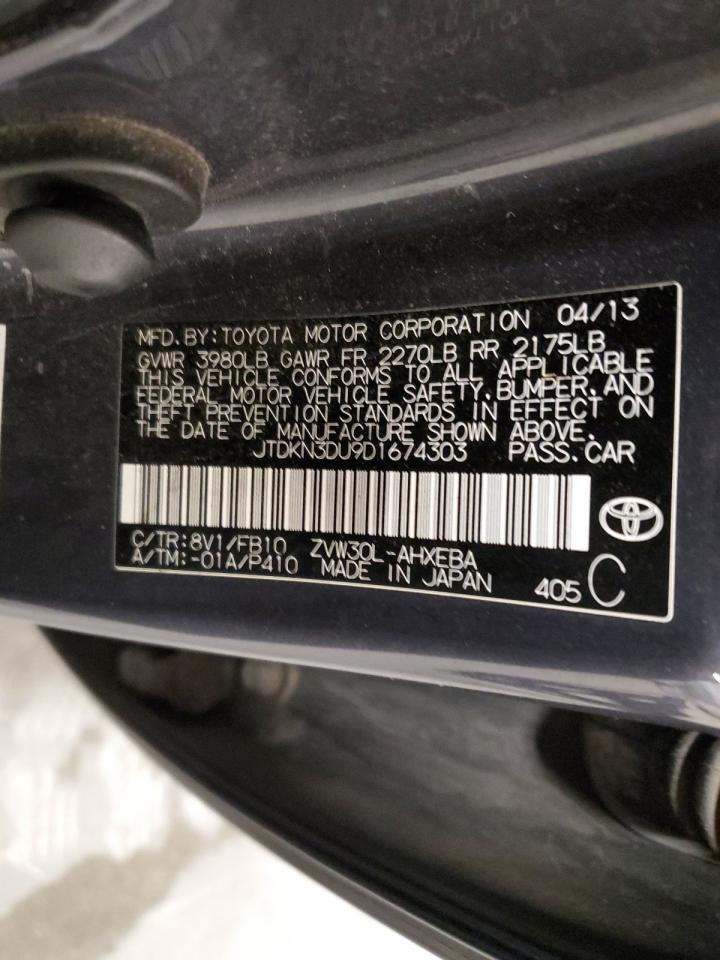 MFD.BY:TOYOTA MOTOR CORPORATION 04/13
GVWR 3980LB GAWR FR 2270LB RR 2175LB
THIS VEHICLE CONFORMS TO ALL APPLICABLE
FEDERAL MOTOR VEHICLE SAFETY,BUMPER,AND
THEFT PREVENTION STANDARDS IN EFFECT ON
THE DATE OF MANUFACTURE SHOWN ABOVE.
JTDKN3DU9D1674303 PASS.CAR
C/TR:8V1/FB10 ZVW30L-AHXEBA
A/TM:-01A/P410 MADE IN JAPAN 405 C